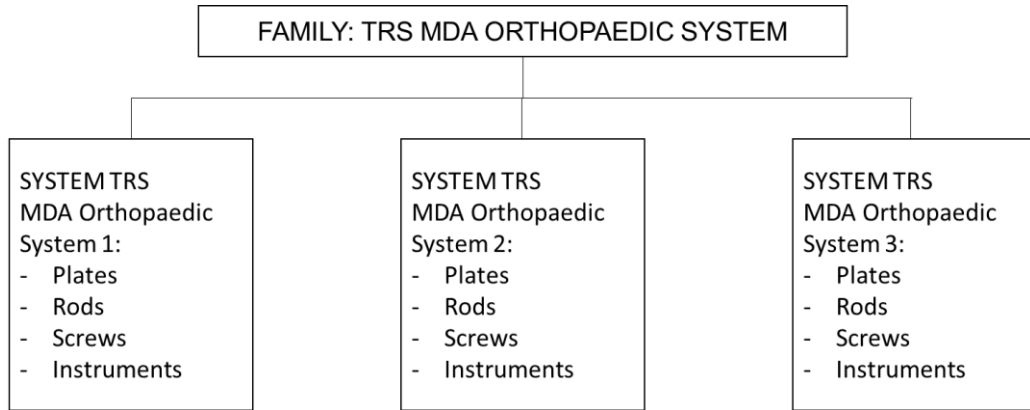 FAMILY: TRS MDA ORTHOPAEDIC SYSTEM
SYSTEM TRS
MDA Orthopaedic
System 1:
- Plates
- Rods
- Screws
- Instruments
SYSTEM TRS
MDA Orthopaedic
System 2:
- Plates
- Rods
- Screws
- Instruments
SYSTEM TRS
MDA Orthopaedic
System 3:
- Plates
- Rods
- Screws
- Instruments